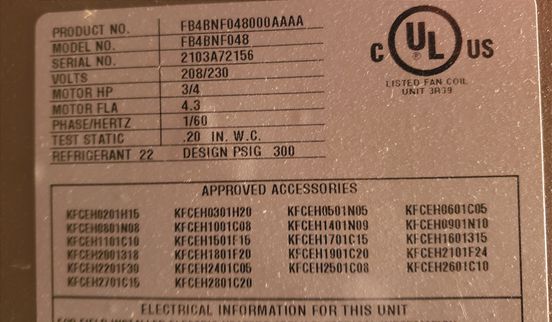 PRODUCT NO. FB4BNF048000AAAA
MODEL NO. FB4BNF048
SERIAL NO. 2103A72156
VOLTS 208/230
MOTOR HP 3/4
MOTOR FLA 4.3
PHASE/HERTZ 1/60
TEST STATIC .20 IN. W.C.
REFRIGERANT 22 DESIGN PSIG 300
C UL US
LISTED FAN COIL
UNIT 3R39
APPROVED ACCESSORIES
KFCEH0201H15 KFCEH0301H20 KFCEH0501N05 KFCEH0601C05
KFCEH0801N08 KFCEH1001C08 KFCEH1401N09 KFCEH0901N10
KFCEH1101C10 KFCEH1501F15 KFCEH1701C15 KFCEH1601315
KFCEH2001318 KFCEH1801F20 KFCEH1901C20 KFCEH2101F24
KFCEH2201F30 KFCEH2401C05 KFCEH2501C08 KFCEH2601C10
KFCEH2701C15 KFCEH2801C20
ELECTRICAL INFORMATION FOR THIS UNIT